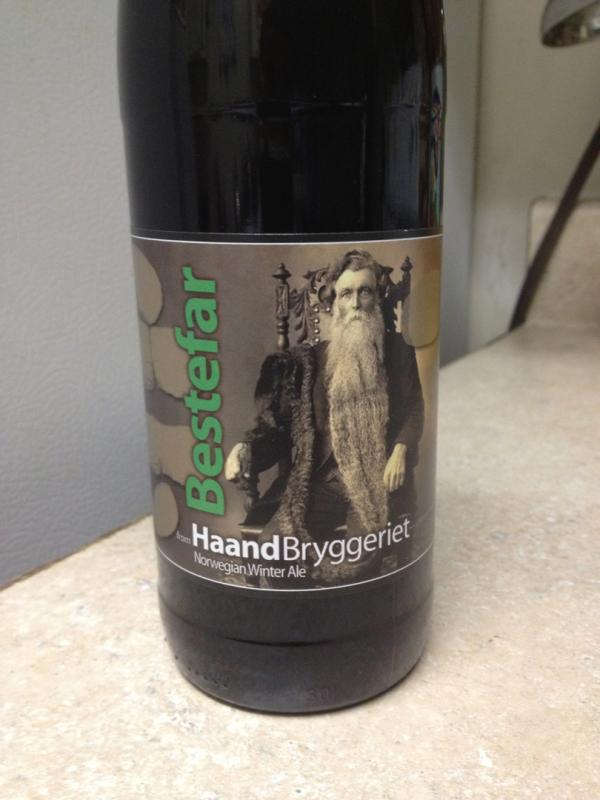 Bestefar
from HaandBryggeriet
Norwegian Winter Ale